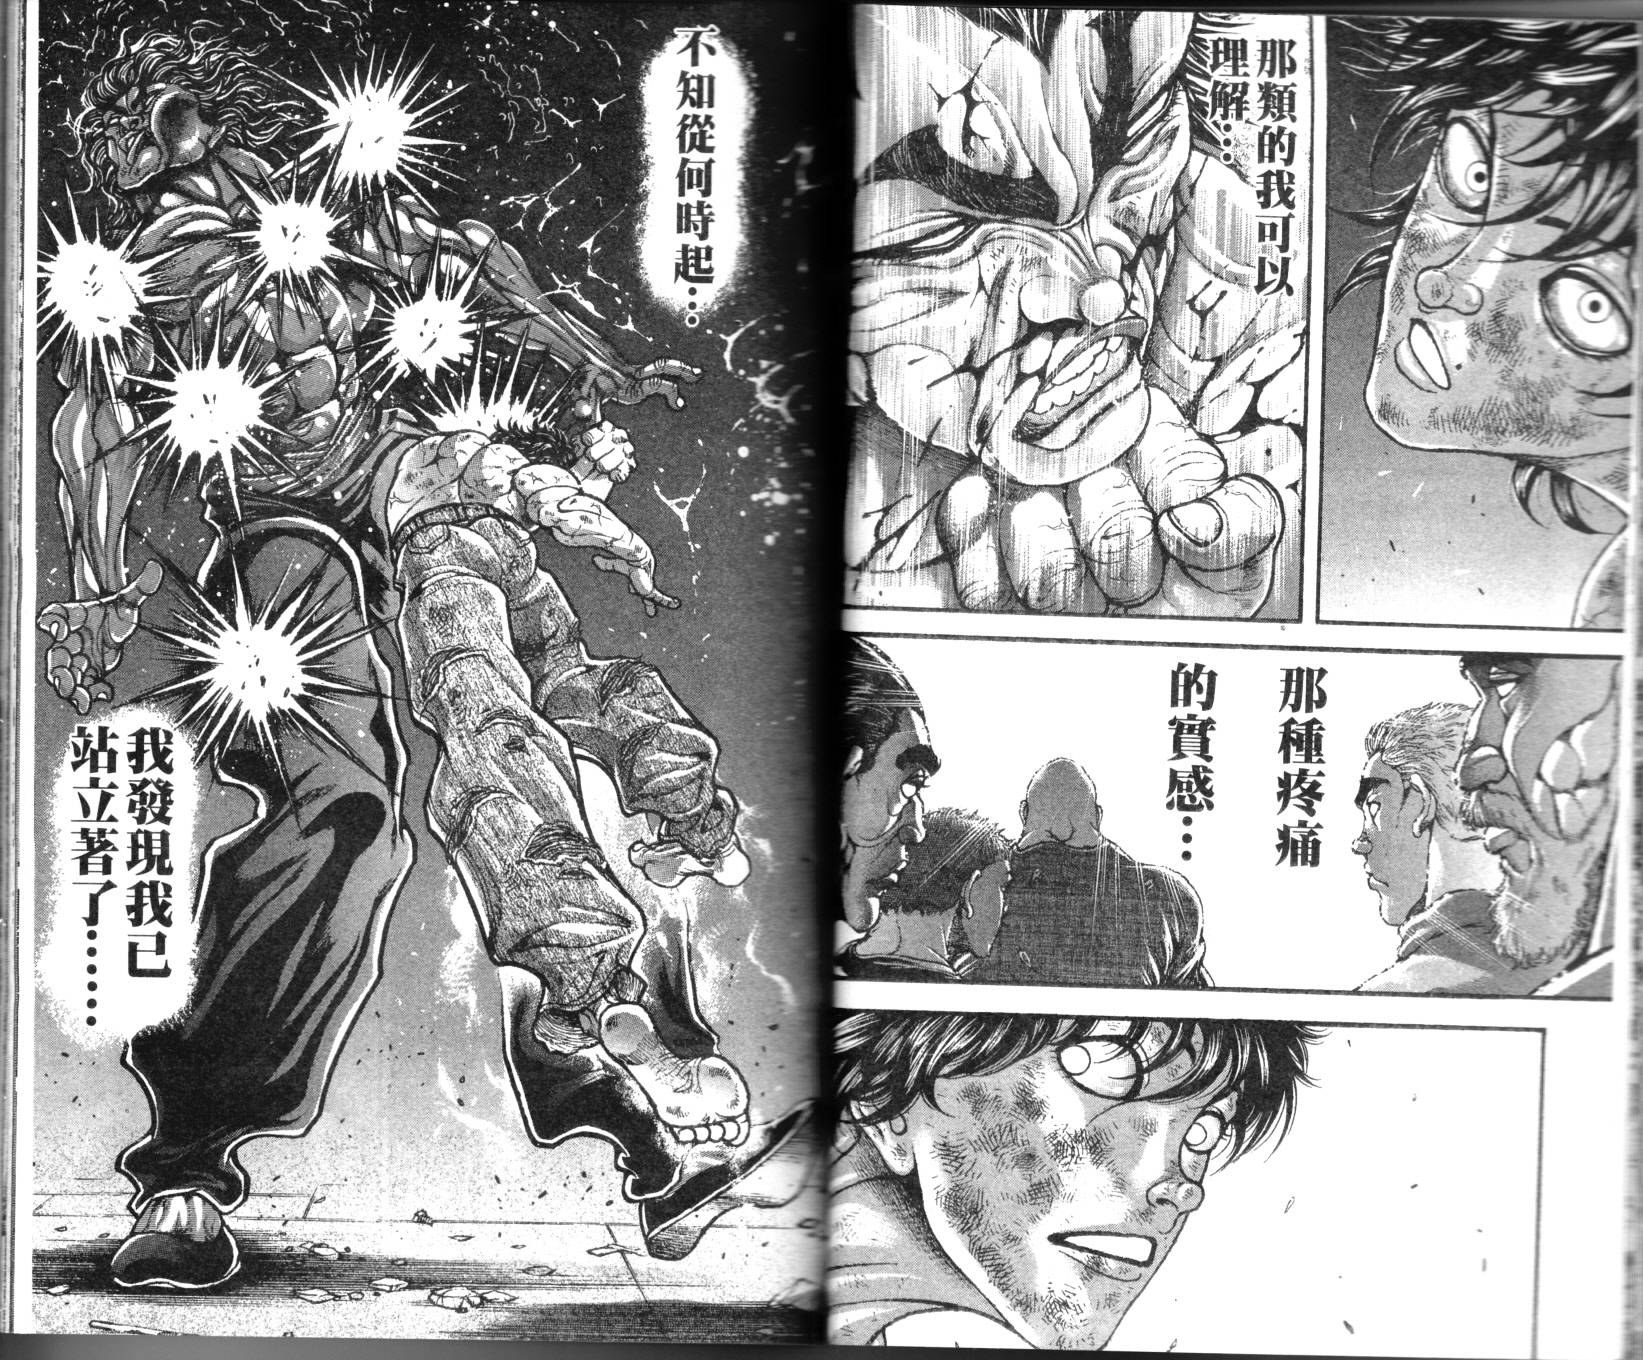 那類的我可以
理解…
那種疼痛
的實感…
不知從何時起…
我發現我已
站立著了………